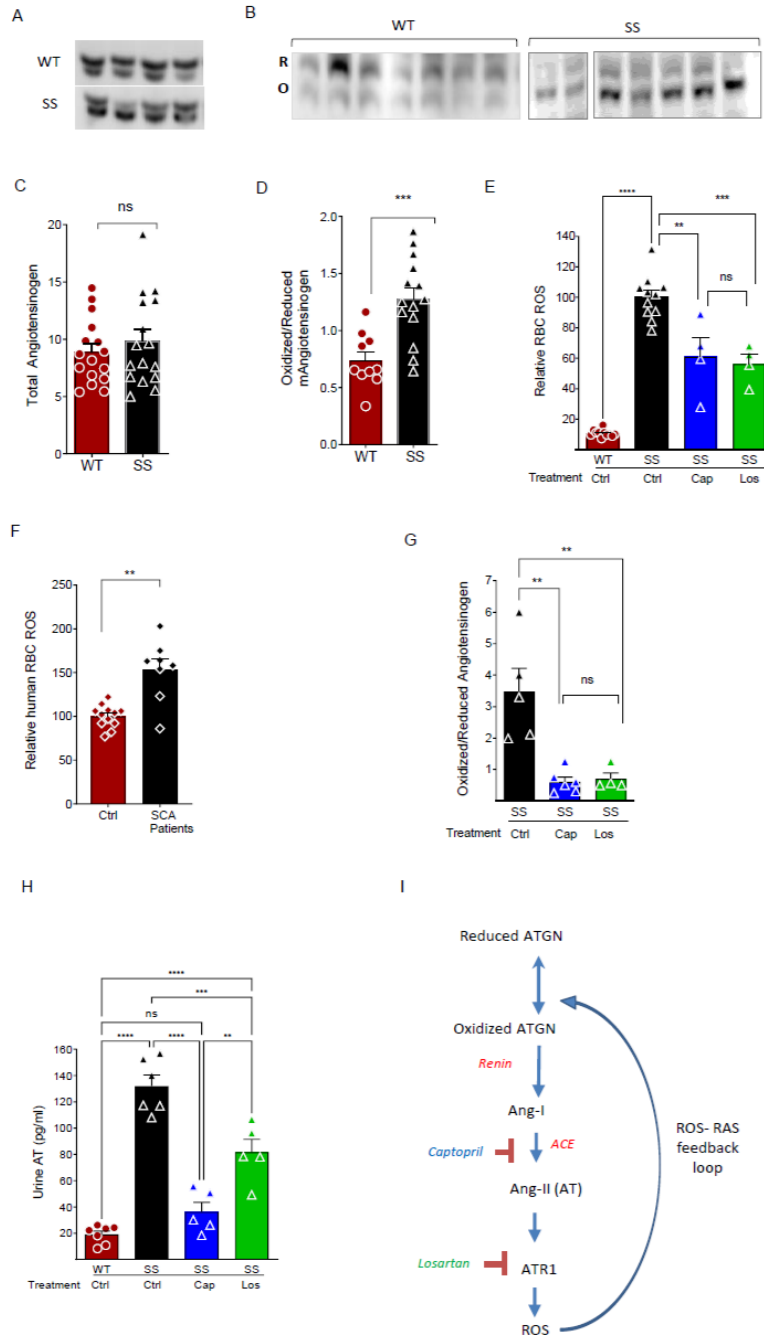 A
WT
SS
B
WT
SS
R
O
C
ns
Total Angiotensinogen
20
15
10
5
0
WT
SS
D
***
Oxidized/Reduced
mAngiotensinogen
2.0
1.5
1.0
0.5
0.0
WT
SS
E
****
***
**
ns
Relative RBC ROS
140
120
100
80
60
40
20
WT SS SS SS
Treatment Ctrl Ctrl Cap Los
F
**
Relative human RBC ROS
250
200
150
100
50
0
Ctrl SCA
Patients
G
**
**
ns
Oxidized/Reduced Angiotensinogen
7
6
5
4
3
2
1
SS SS SS
Treatment Ctrl Cap Los
H
****
***
ns
**** **** **
Urine AT (pg/ml)
160
140
120
100
80
60
40
20
WT SS SS SS
Treatment Ctrl Ctrl Cap Los
I
Reduced ATGN
Oxidized ATGN
Renin
Ang-I
Captopril
ACE
Ang-II (AT)
Losartan
ATR1
ROS
ROS- RAS
feedback
loop